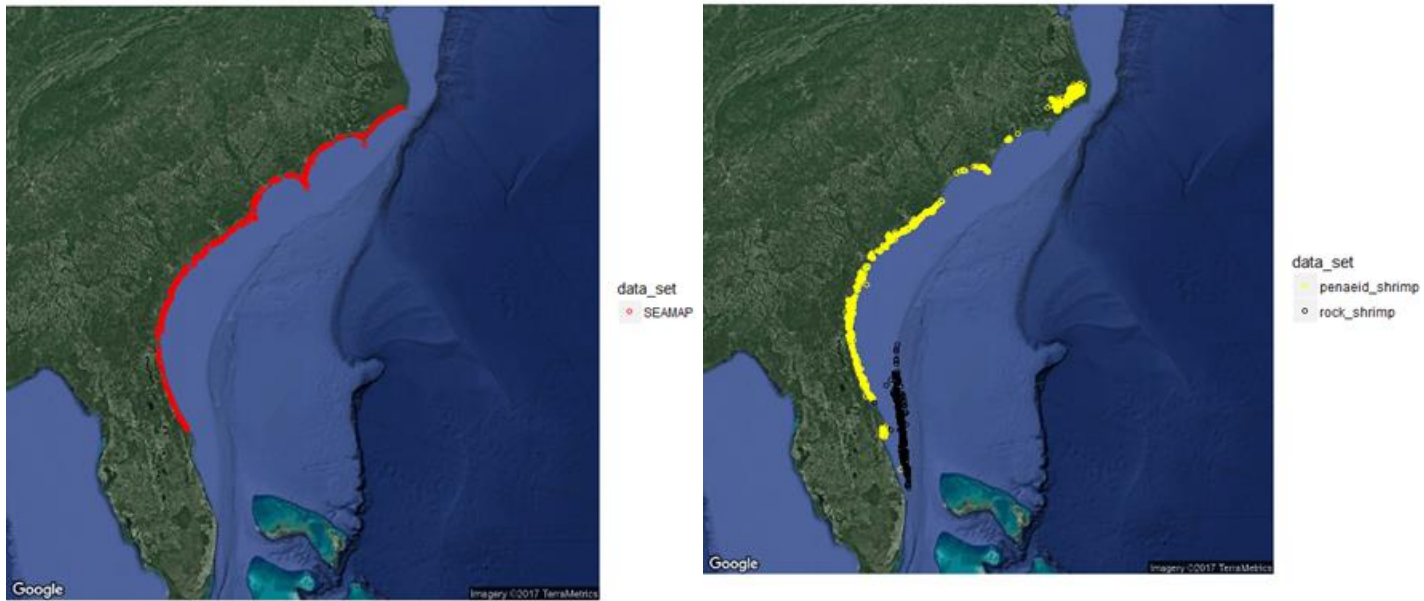 data_set
SEAMAP
Google
Imagery ©2017 TerraMetrics
data_set
penaeid_shrimp
rock_shrimp
Google
Imagery ©2017 TerraMetrics